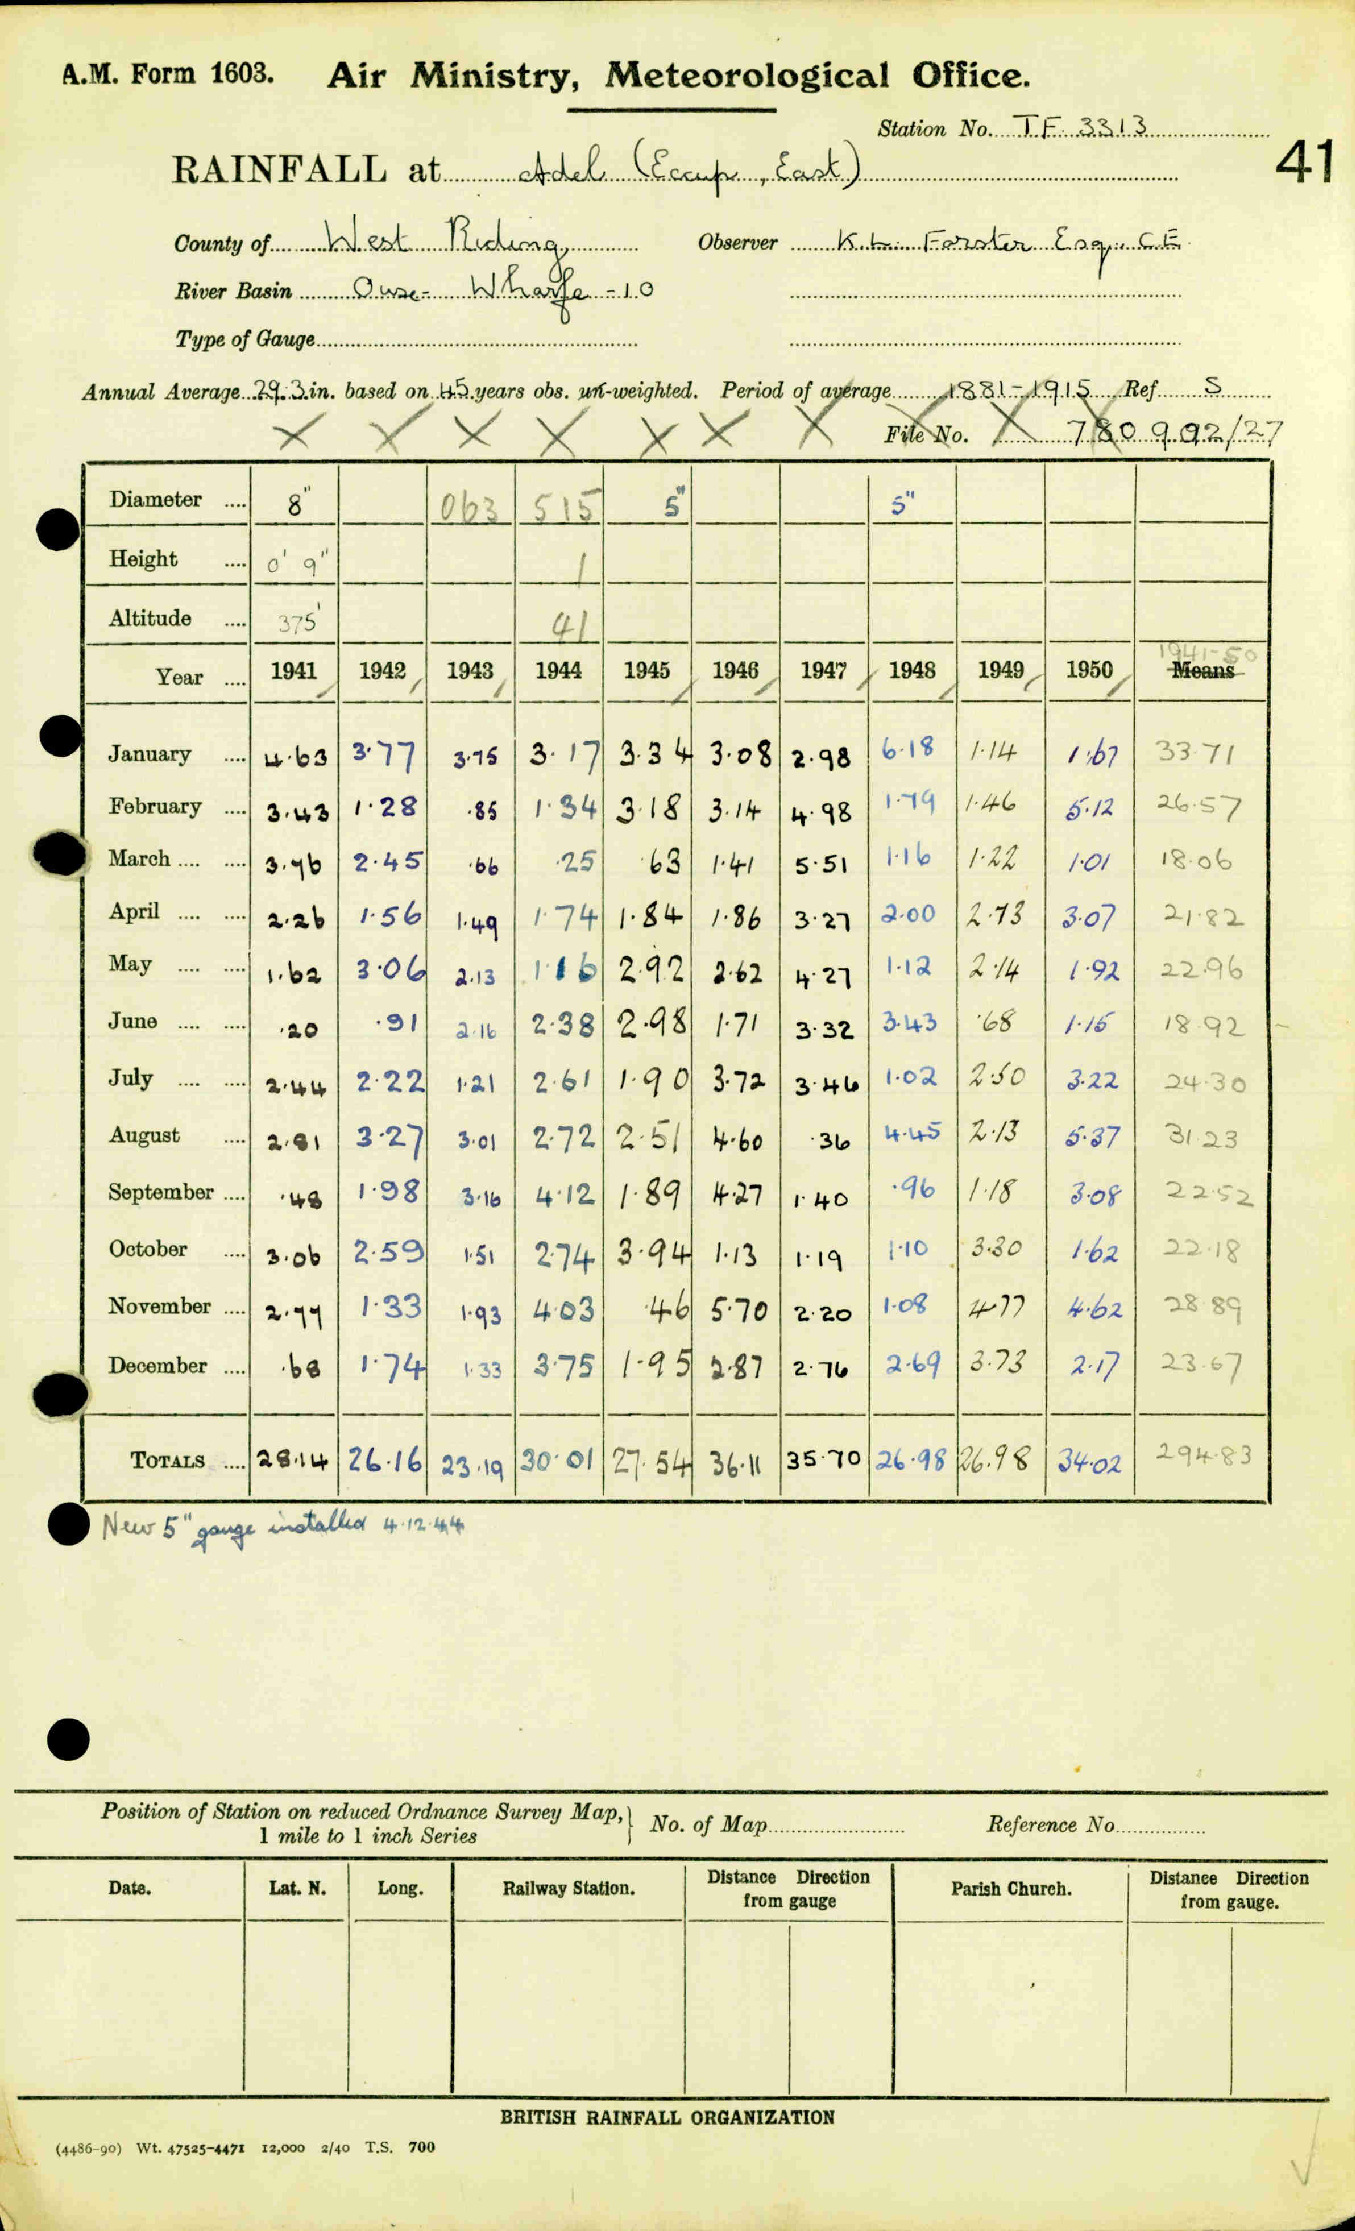 A.M. Form 1603. Air Ministry, Meteorological Office.
Station No. TF 3313
41
RAINFALL at Adel (Eccup, East)
County of West Riding Observer K.L. Forster Esq., C.E.
River Basin Ouse - Wharfe - 10
Type of Gauge
Annual Average 29.3 in. based on 45 years obs. un-weighted. Period of average 1881-1915 Ref S
File No. 780902/27
Diameter .... 8" 063 515 5" 5"
Height .... 0' 9" 1
Altitude .... 375' 41
1941-50
Year .... 1941 1942 1943 1944 1945 1946 1947 1948 1949 1950 Means
January .... 4.63 3.77 3.75 3.17 3.34 3.08 2.98 6.18 1.14 1.67 33.71
February .... 3.43 1.28 .85 1.34 3.18 3.14 4.98 1.79 1.46 5.12 26.57
March .... .... 3.76 2.45 .66 .25 .63 1.41 5.51 1.16 1.22 1.01 18.06
April .... .... 2.26 1.56 1.49 1.74 1.84 1.86 3.27 2.00 2.73 3.07 21.82
May .... .... 1.62 3.06 2.13 1.16 2.92 2.62 4.27 1.12 2.14 1.92 22.96
June .... .... .20 .91 2.16 2.38 2.98 1.71 3.32 3.43 .68 1.15 18.92
July .... .... 2.44 2.22 1.21 2.61 1.90 3.72 3.46 1.02 2.50 3.22 24.30
August .... 2.81 3.27 3.01 2.72 2.51 4.60 .36 4.45 2.13 5.37 31.23
September .... .48 1.98 3.16 4.12 1.89 4.27 1.40 .96 1.18 3.08 22.52
October .... 3.06 2.59 1.51 2.74 3.94 1.13 1.19 1.10 3.30 1.62 22.18
November .... 2.77 1.33 1.93 4.03 .46 5.70 2.20 1.08 4.77 4.62 28.89
December .... .68 1.74 1.33 3.75 1.95 2.87 2.76 2.69 3.73 2.17 23.67
TOTALS .... 28.14 26.16 23.19 30.01 27.54 36.11 35.70 26.98 26.98 34.02 294.83
New 5" gauge installed 4.12.44
Position of Station on reduced Ordnance Survey Map, } No. of Map Reference No
1 mile to 1 inch Series
Date. Lat. N. Long. Railway Station. Distance Direction from gauge Parish Church. Distance Direction from gauge.
BRITISH RAINFALL ORGANIZATION
(4486-90) Wt. 47525-4471 12,000 2/40 T.S. 700